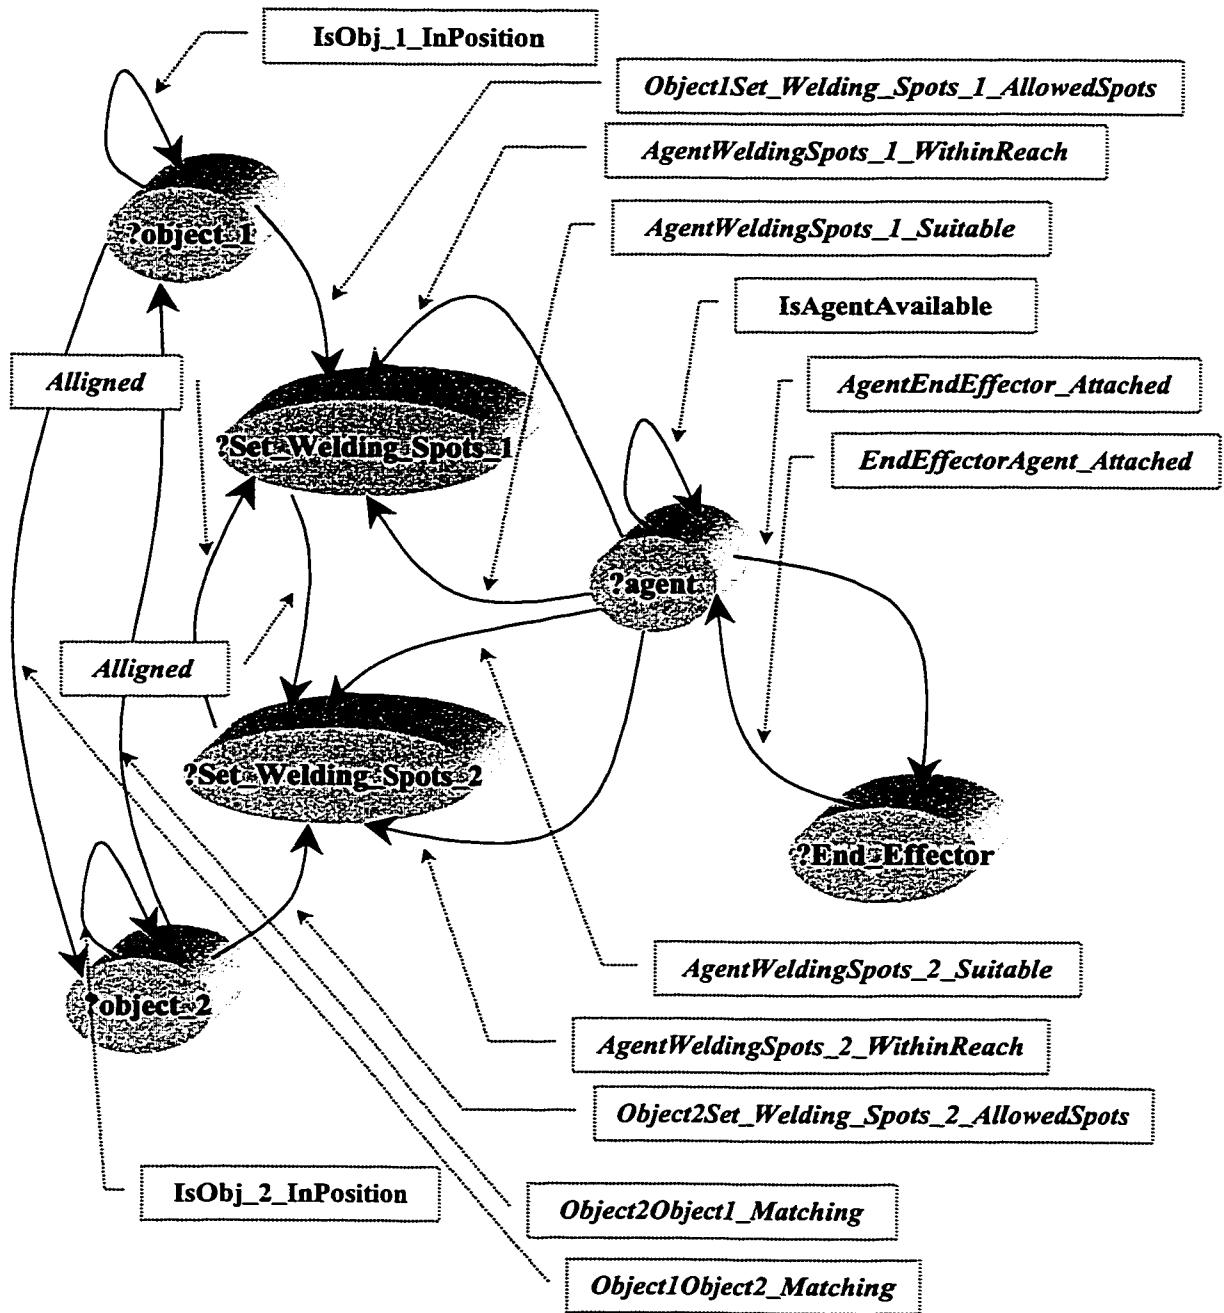 IsObj_1_InPosition
Object1Set_Welding_Spots_1_AllowedSpots
AgentWeldingSpots_1_WithinReach
AgentWeldingSpots_1_Suitable
?object_1
IsAgentAvailable
Alligned
AgentEndEffector_Attached
?Set_Welding_Spots_1
EndEffectorAgent_Attached
?agent
Alligned
?Set_Welding_Spots_2
?End_Effector
AgentWeldingSpots_2_Suitable
?object_2
AgentWeldingSpots_2_WithinReach
Object2Set_Welding_Spots_2_AllowedSpots
IsObj_2_InPosition
Object2Object1_Matching
Object1Object2_Matching